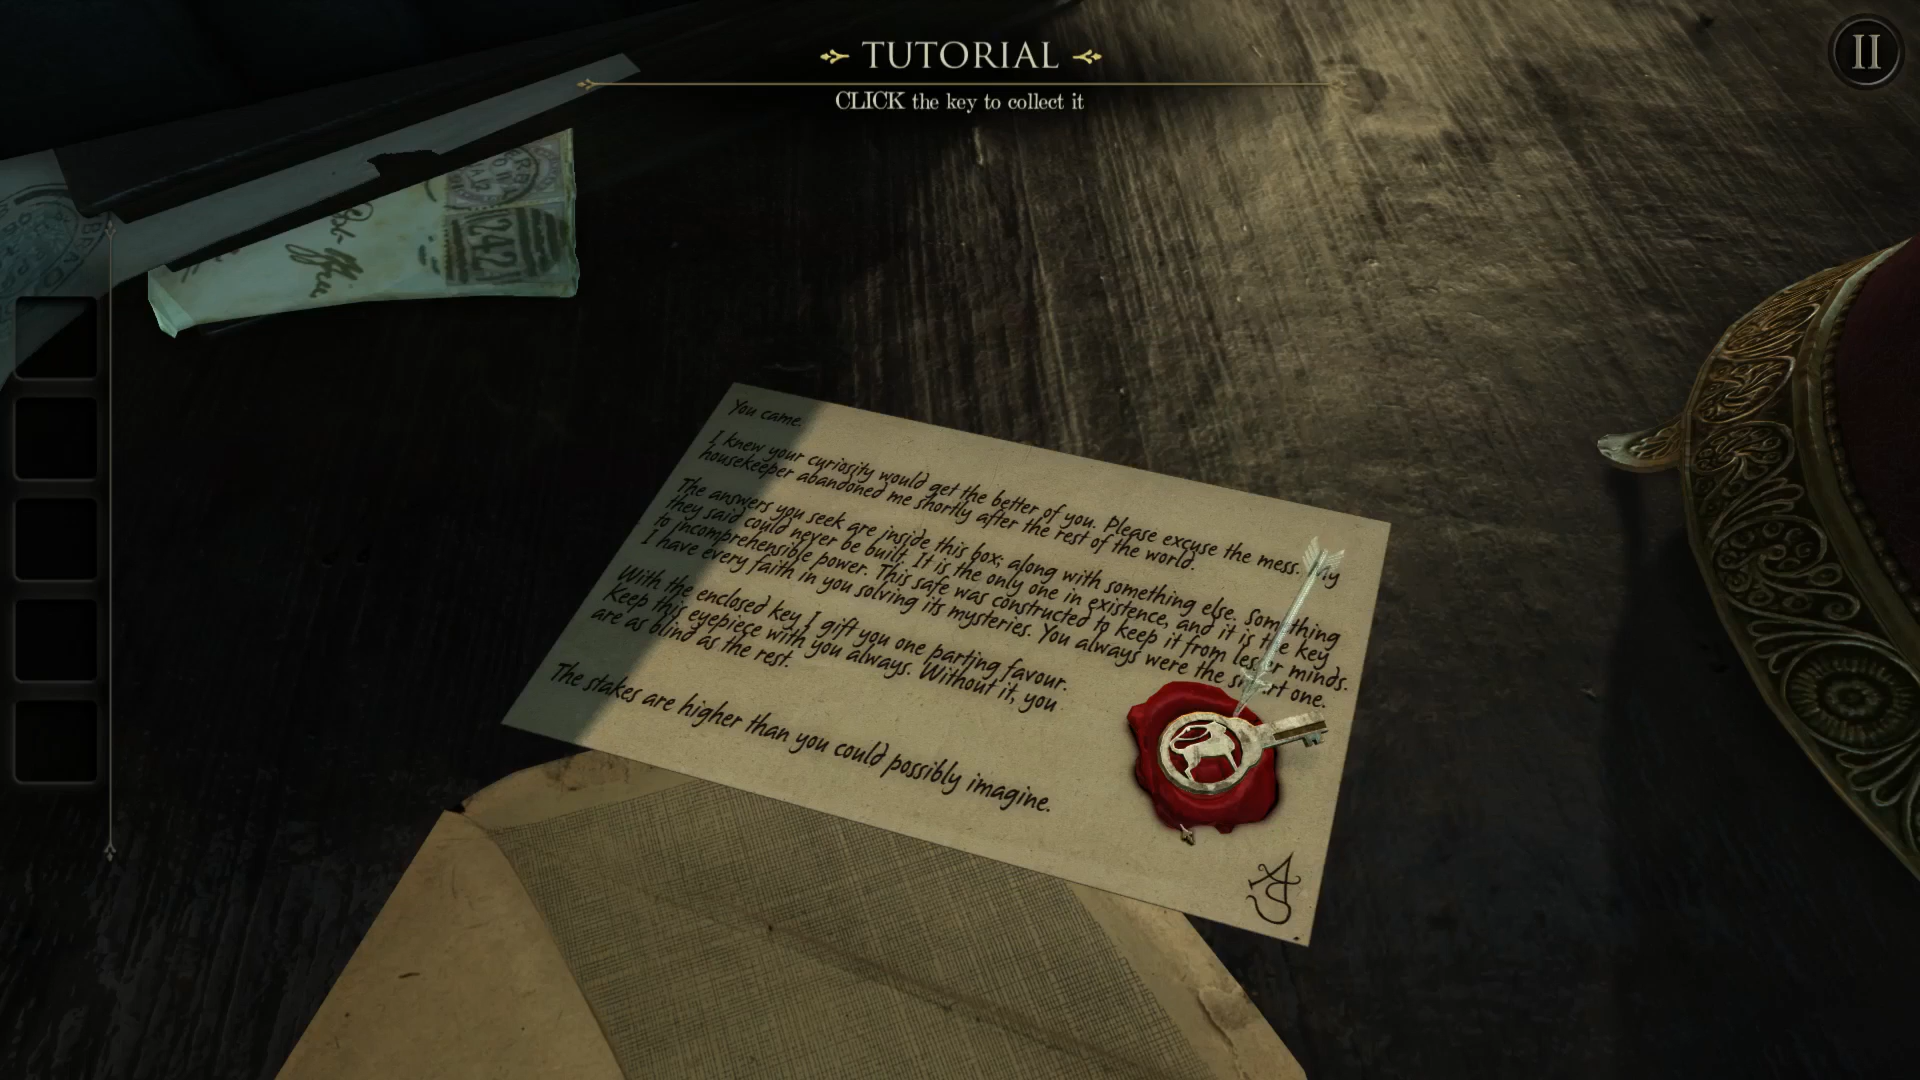 TUTORIAL
CLICK the key to collect it
1242
You came.
I knew your curiosity would get the better of you. Please excuse the mess. My
housekeeper abandoned me shortly after the rest of the world.
The answers you seek are inside this box; along with something else. Something
they said could never be built. It is the only one in existence, and it is the key
to incomprehensible power. This safe was constructed to keep it from lesser minds.
I have every faith in you solving its mysteries. You always were the smart one.
With the enclosed key I gift you one parting favour.
Keep this eyepiece with you always. Without it, you
are as blind as the rest.
The stakes are higher than you could possibly imagine.